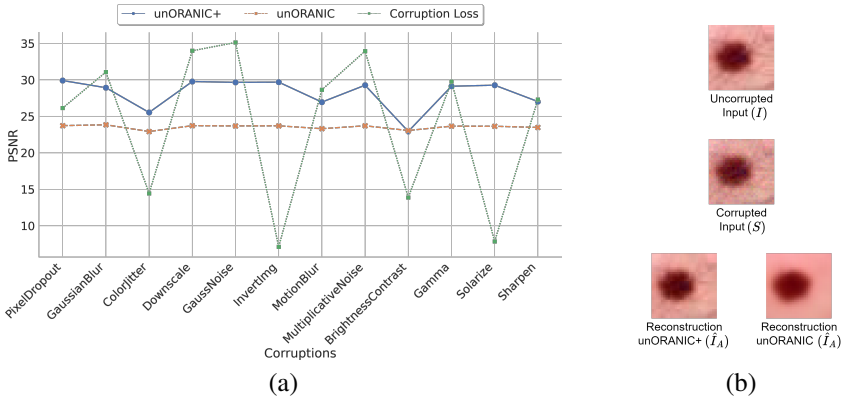 unORANIC+ unORANIC Corruption Loss
35
30
25
20
15
10
PSNR
PixelDropout
GaussianBlur
ColorJitter
Downscale
GaussNoise
InvertImg
MotionBlur
MultiplicativeNoise
BrightnessContrast
Gamma
Solarize
Sharpen
Corruptions
(a)
Uncorrupted
Input (I)
Corrupted
Input (S)
Reconstruction
unORANIC+ (Î_A)
Reconstruction
unORANIC (Î_A)
(b)